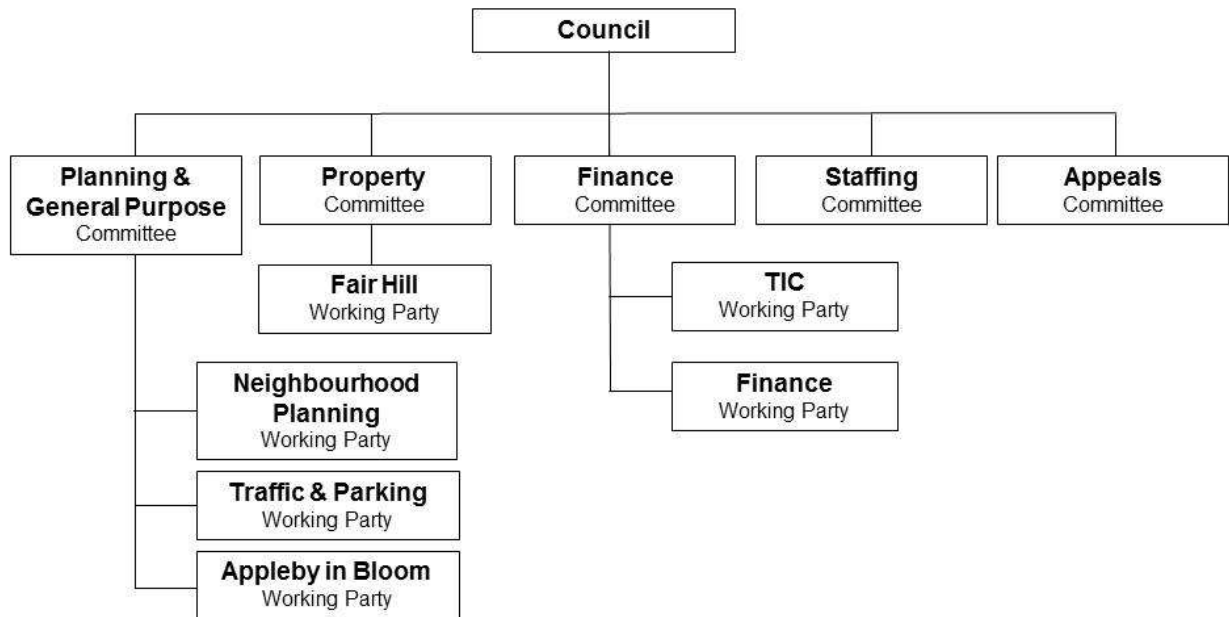 Council
Planning &
General Purpose
Committee
Property
Committee
Finance
Committee
Staffing
Committee
Appeals
Committee
Fair Hill
Working Party
TIC
Working Party
Neighbourhood
Planning
Working Party
Finance
Working Party
Traffic & Parking
Working Party
Appleby in Bloom
Working Party